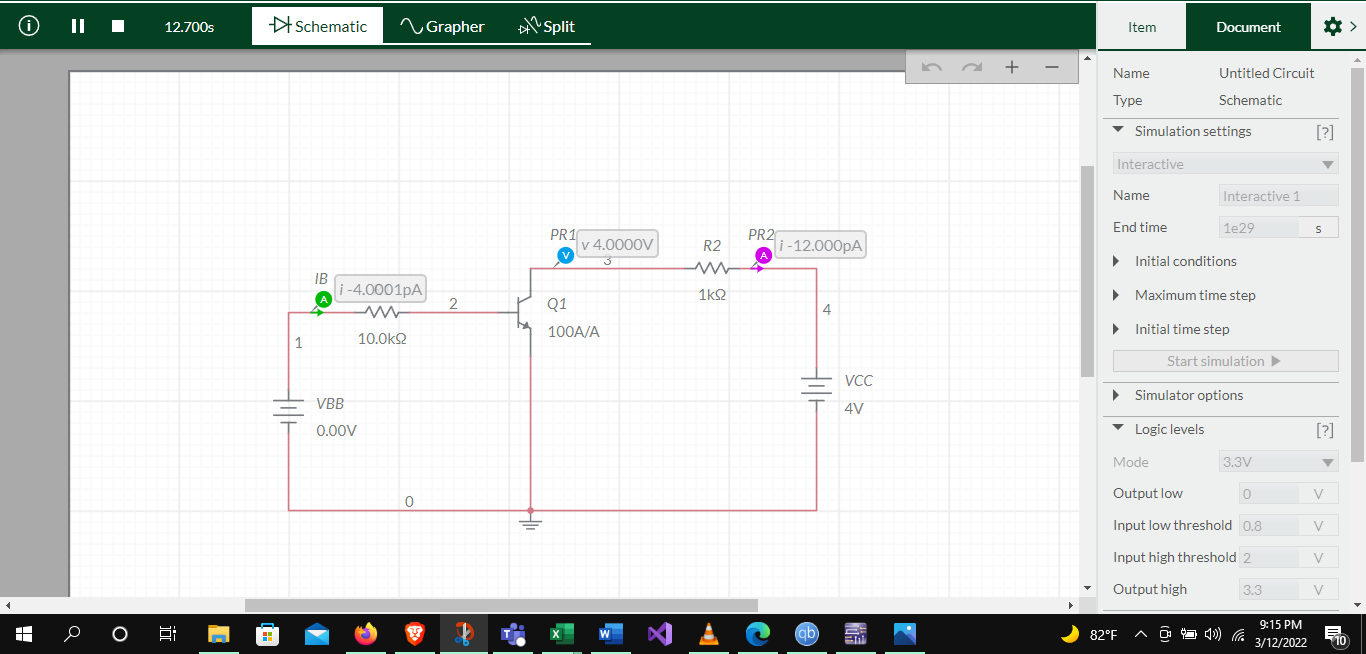 12.700s Schematic Grapher Split Item Document
Name Untitled Circuit
Type Schematic
Simulation settings [?]
Interactive
Name Interactive 1
End time 1e29 s
Initial conditions
Maximum time step
Initial time step
Start simulation
Simulator options
Logic levels [?]
Mode 3.3V
Output low 0 V
Input low threshold 0.8 V
Input high threshold 2 V
Output high 3.3 V
PR1 v 4.0000V
V
3
R2
1kΩ
PR2 i -12.000pA
A
IB i -4.0001pA
A
10.0kΩ
2
Q1
100A/A
1
4
VBB
0.00V
VCC
4V
0
82°F
9:15 PM
3/12/2022
10
qb